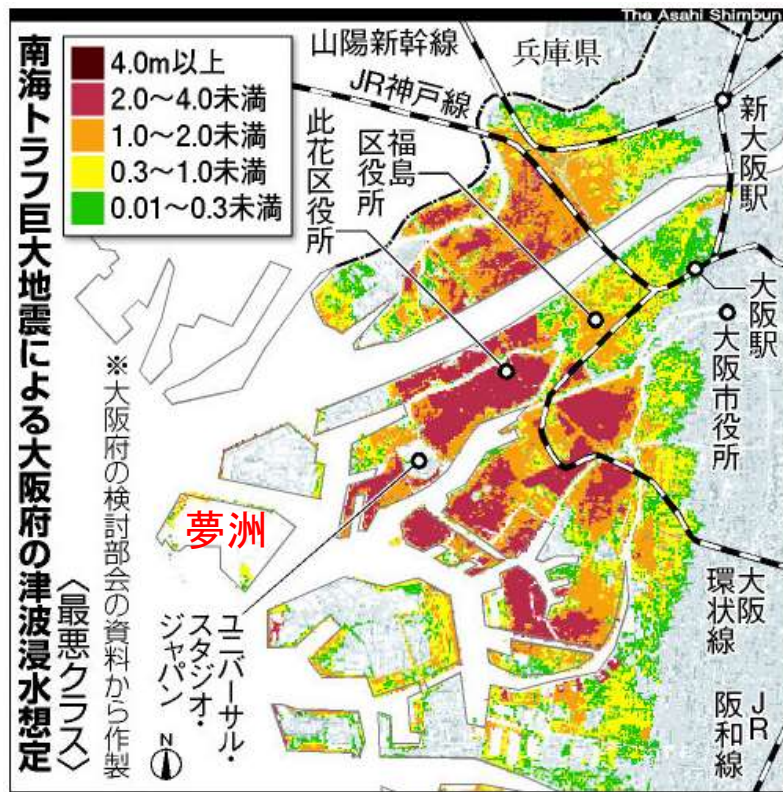 The Asahi Shimbun
南海トラフ巨大地震による大阪府の津波浸水想定
〈最悪クラス〉
※大阪府の検討部会の資料から作製
4.0m以上
2.0～4.0未満
1.0～2.0未満
0.3～1.0未満
0.01～0.3未満
山陽新幹線
兵庫県
JR神戸線
新大阪駅
福島
区役所
此花区役所
大阪駅
大阪市役所
夢洲
ユニバーサル・
スタジオ・
ジャパン
大阪
環状線
JR
阪和線
N